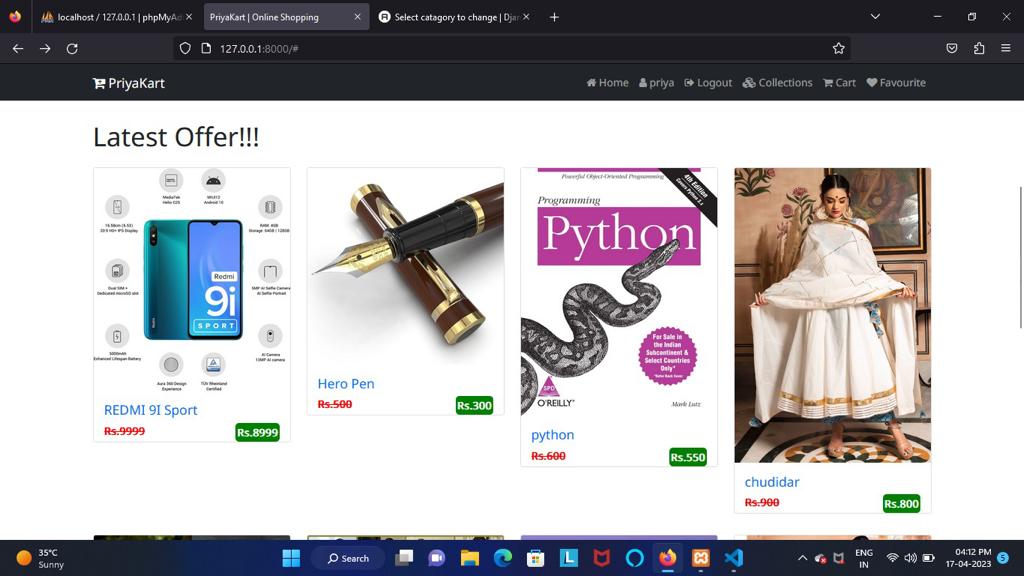 localhost / 127.0.0.1 | phpMyAd
PriyaKart | Online Shopping
Select catagory to change | Djan
127.0.0.1:8000/#
PriyaKart
Home
priya
Logout
Collections
Cart
Favourite
Latest Offer!!!
MediaTek
Helio G25
MIUI12
Android 10
16.58cm (6.53)
20:9 HD+ IPS Display
RAM: 4GB
Storage: 64GB | 128GB
Dual SIM +
Dedicated microSD slot
5MP AI Selfie Camera
AI Selfie Portrait
5000mAh
Enhanced Lifespan Battery
AI Camera
13MP AI camera
Aura 360 Design
Experience
TÜV Rheinland
Certified
Redmi
9i
SPORT
REDMI 9I Sport
Rs.9999
Rs.8999
Hero Pen
Rs.500
Rs.300
Powerful Object-Oriented Programming
4th Edition
Covers Python 3.x
Programming
Python
For Sale in
the Indian
Subcontinent &
Select Countries
Only*
*Refer Back Cover
SPD
O'REILLY
Mark Lutz
python
Rs.600
Rs.550
chudidar
Rs.900
Rs.800
35°C
Sunny
Search
ENG
IN
04:12 PM
17-04-2023
5